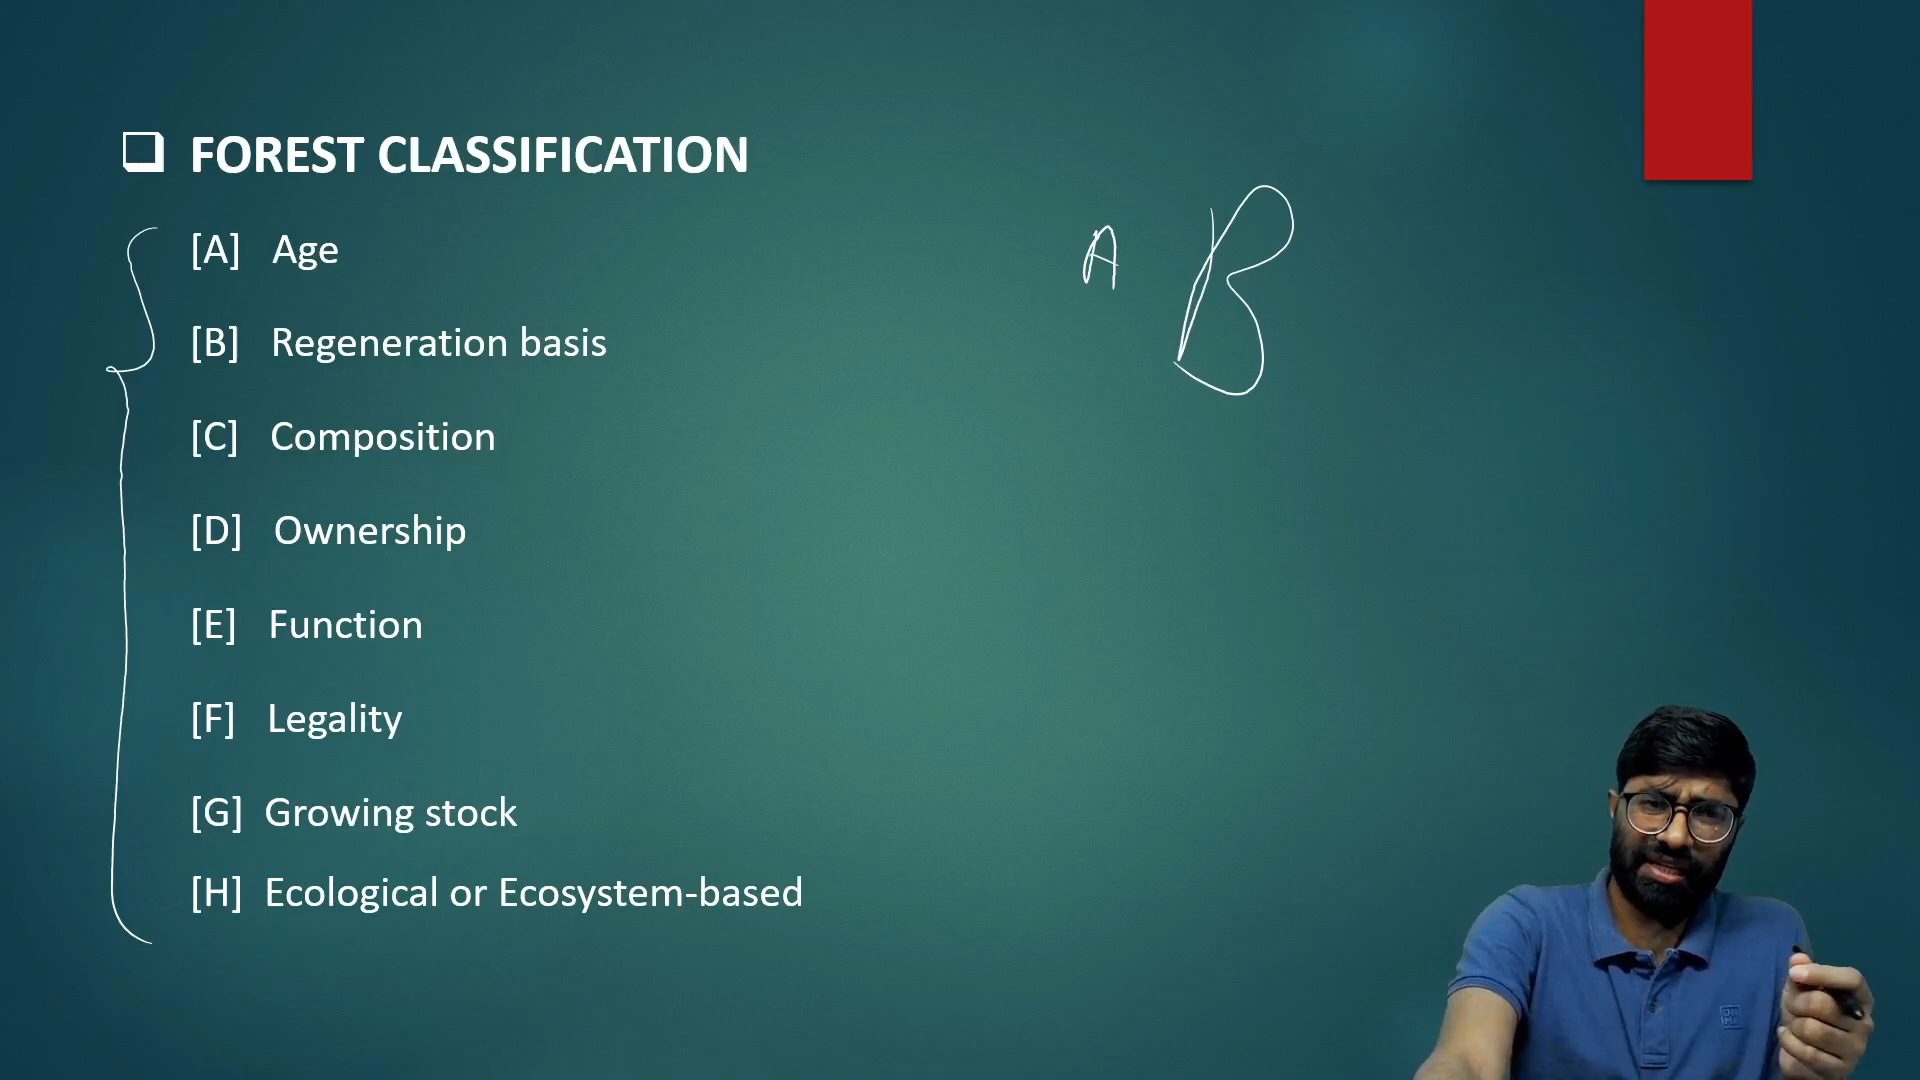 FOREST CLASSIFICATION
[A] Age
[B] Regeneration basis
[C] Composition
[D] Ownership
[E] Function
[F] Legality
[G] Growing stock
[H] Ecological or Ecosystem-based
A B